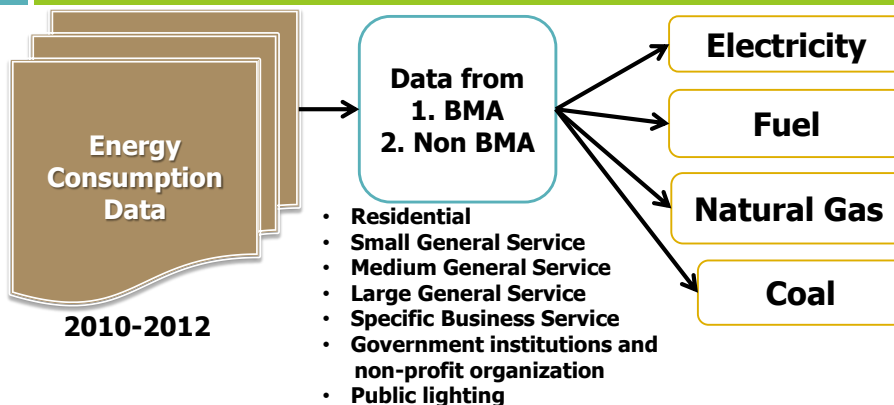 Energy
Consumption
Data
2010-2012
Data from
1. BMA
2. Non BMA
• Residential
• Small General Service
• Medium General Service
• Large General Service
• Specific Business Service
• Government institutions and
non-profit organization
• Public lighting
Electricity
Fuel
Natural Gas
Coal